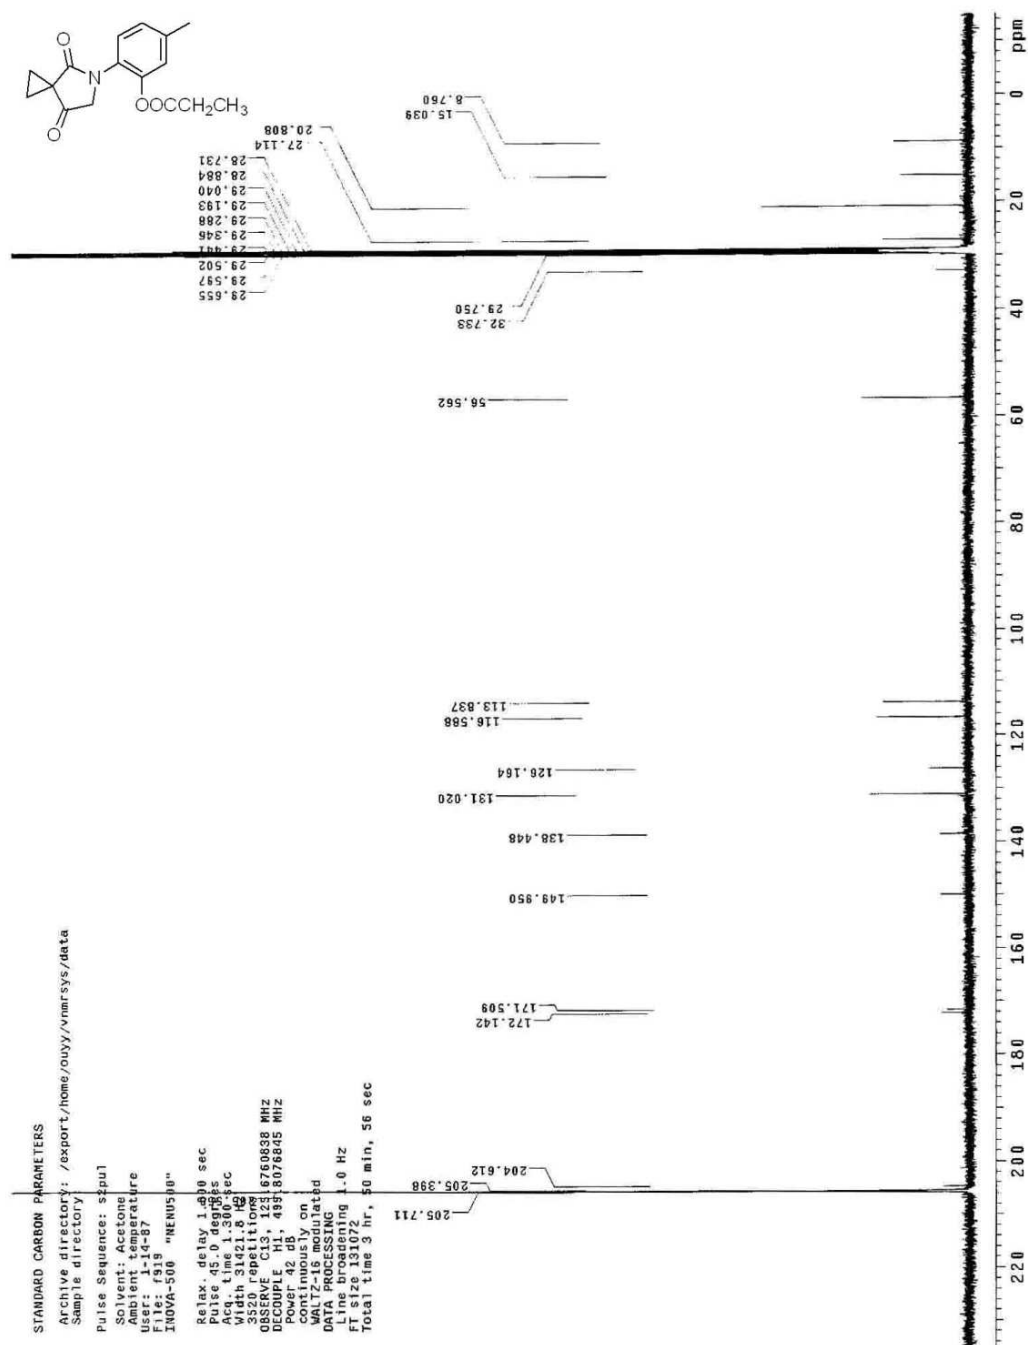 STANDARD CARBON PARAMETERS
Archive directory: /export/home/ouyy/vnmrsys/data
Sample directory:
Pulse Sequence: s2pul
Solvent: Acetone
Ambient temperature
User: 1-14-87
File: f919
INOVA-500 "NENU500"
Relax. delay 1.800 sec
Pulse 45.0 degrees
Acq. time 1.300 sec
Width 31421.8 Hz
3520 repetitions
OBSERVE C13, 125.6760838 MHz
DECOUPLE H1, 499.8076845 MHz
Power 42 dB
continuously on
WALTZ-16 modulated
DATA PROCESSING
Line broadening 1.0 Hz
FT size 131072
Total time 3 hr, 50 min, 56 sec
O
O
N
OOCCH2CH3
205.711
205.398
204.612
172.142
171.509
149.950
138.448
131.020
126.164
116.588
113.837
56.562
32.733
29.750
29.655
29.597
29.502
29.441
29.346
29.288
29.193
29.040
28.884
28.731
27.114
20.808
15.039
8.760
220
200
180
160
140
120
100
80
60
40
20
0
ppm